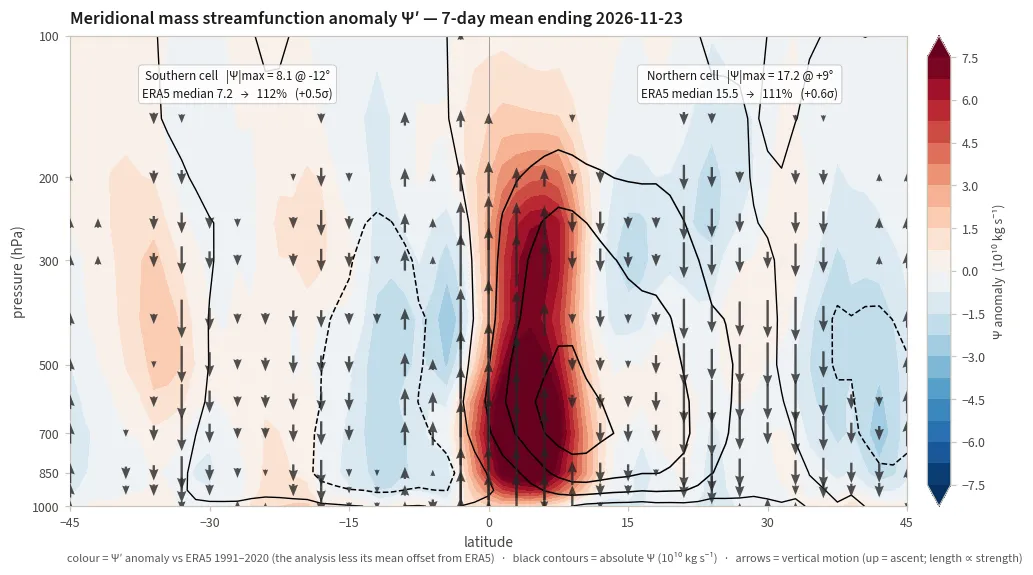 Meridional mass streamfunction anomaly Ψ′ — 7-day mean ending 2026-11-23
Southern cell |Ψ|max = 8.1 @ -12°
ERA5 median 7.2 → 112% (+0.5σ)
Northern cell |Ψ|max = 17.2 @ +9°
ERA5 median 15.5 → 111% (+0.6σ)
100
200
300
400
500
700
850
1000
pressure (hPa)
−45
−30
−15
0
15
30
45
latitude
7.5
6.0
4.5
3.0
1.5
0.0
−1.5
−3.0
−4.5
−6.0
−7.5
Ψ anomaly (10¹⁰ kg s⁻¹)
colour = Ψ′ anomaly vs ERA5 1991–2020 (the analysis less its mean offset from ERA5) · black contours = absolute Ψ (10¹⁰ kg s⁻¹) · arrows = vertical motion (up = ascent; length ∝ strength)